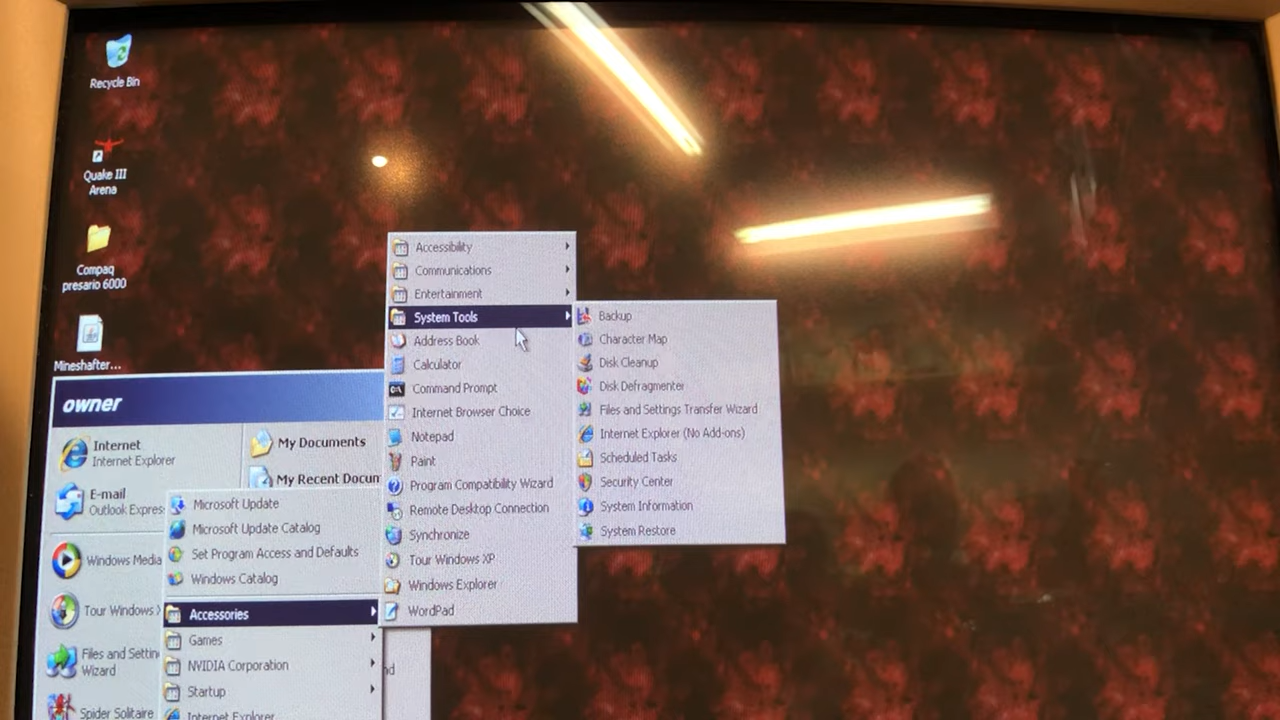 Recycle Bin
Quake III
Arena
Compaq
presario 6000
Mineshafter...
owner
Internet
Internet Explorer
E-mail
Outlook Expres
Windows Media
Tour Windows
Files and Settin
Wizard
Spider Solitaire
My Documents
My Recent Docum
Microsoft Update
Microsoft Update Catalog
Set Program Access and Defaults
Windows Catalog
Accessories
Games
NVIDIA Corporation
Startup
Internet Explorer
Accessibility
Communications
Entertainment
System Tools
Address Book
Calculator
Command Prompt
Internet Browser Choice
Notepad
Paint
Program Compatibility Wizard
Remote Desktop Connection
Synchronize
Tour Windows XP
Windows Explorer
WordPad
Backup
Character Map
Disk Cleanup
Disk Defragmenter
Files and Settings Transfer Wizard
Internet Explorer (No Add-ons)
Scheduled Tasks
Security Center
System Information
System Restore